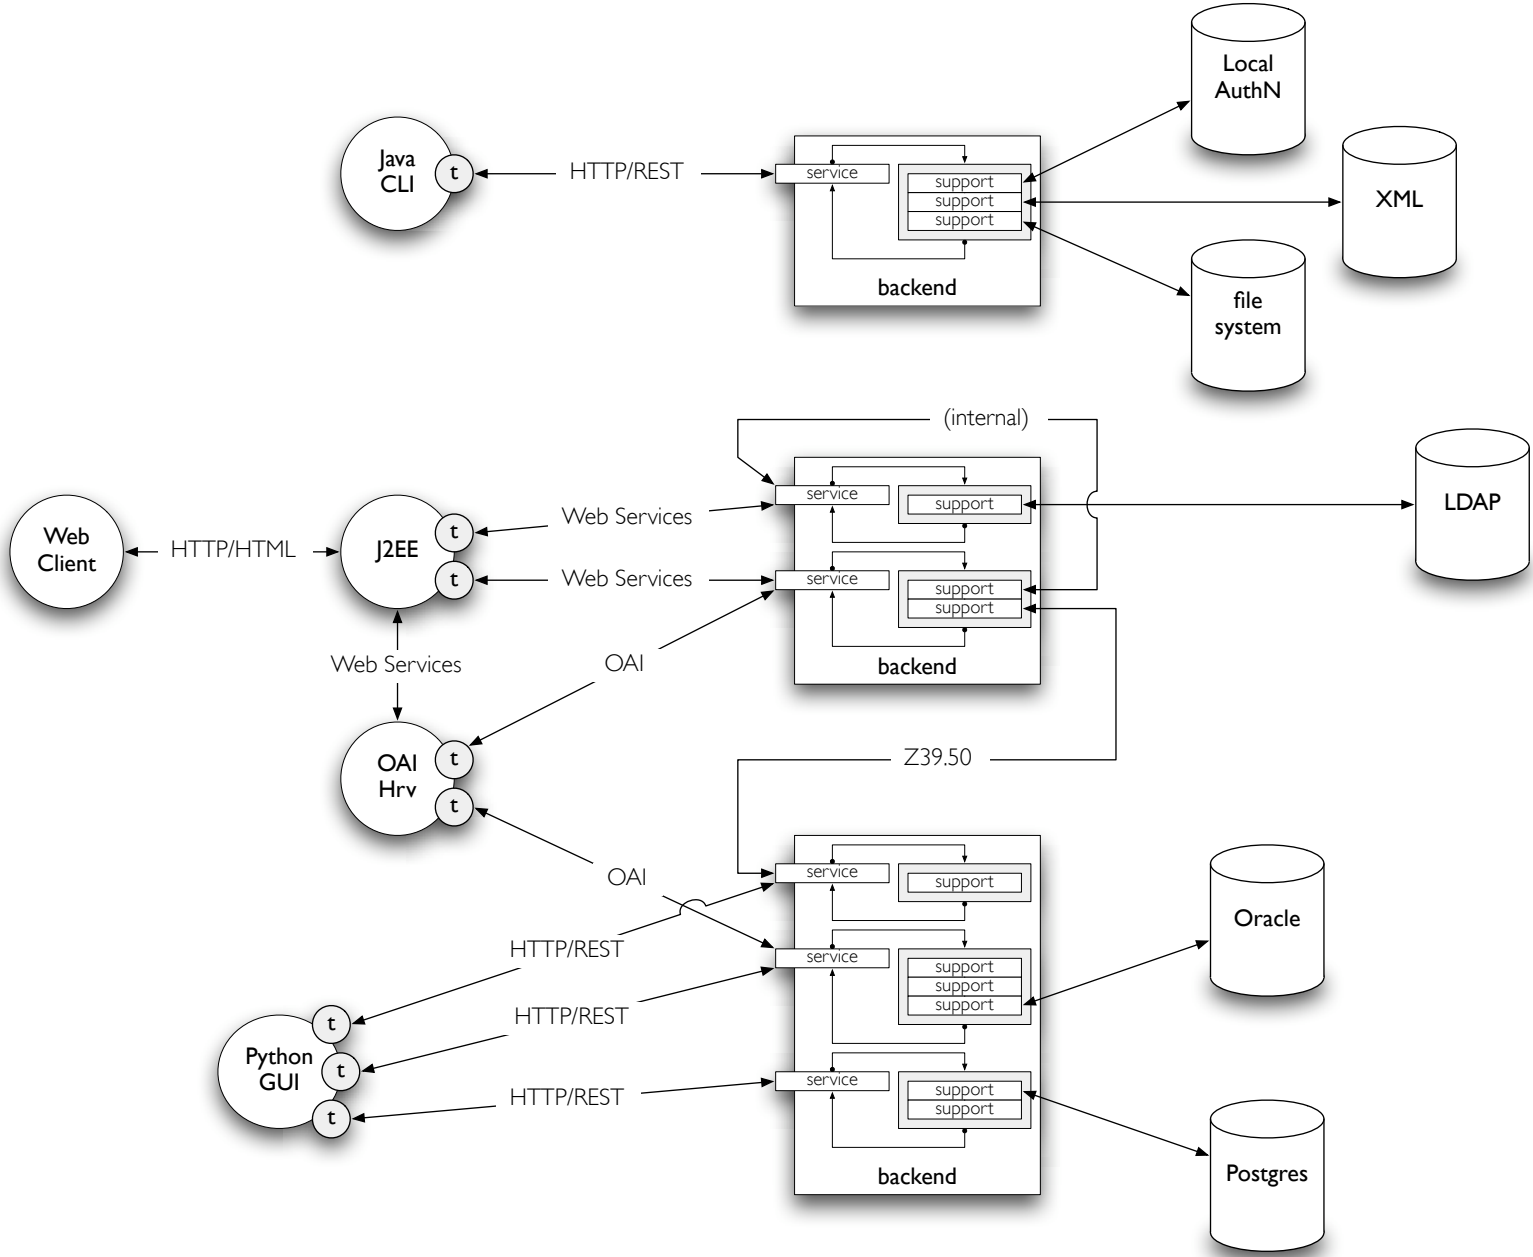 Local
AuthN
Java
CLI
t
HTTP/REST
service
support
support
support
backend
XML
file
system
(internal)
Web
Client
HTTP/HTML
J2EE
t
t
Web Services
Web Services
service
support
service
support
support
backend
LDAP
Web Services
OAI
OAI
Hrv
t
t
Z39.50
OAI
service
support
HTTP/REST
service
support
support
support
Oracle
HTTP/REST
Python
GUI
t
t
t
HTTP/REST
service
support
support
backend
Postgres